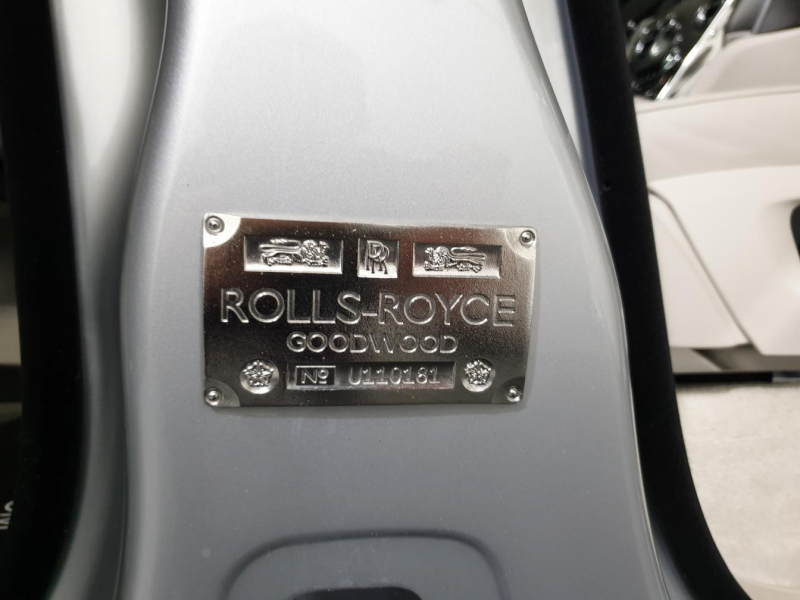 RR
ROLLS-ROYCE
GOODWOOD
Nº U110181